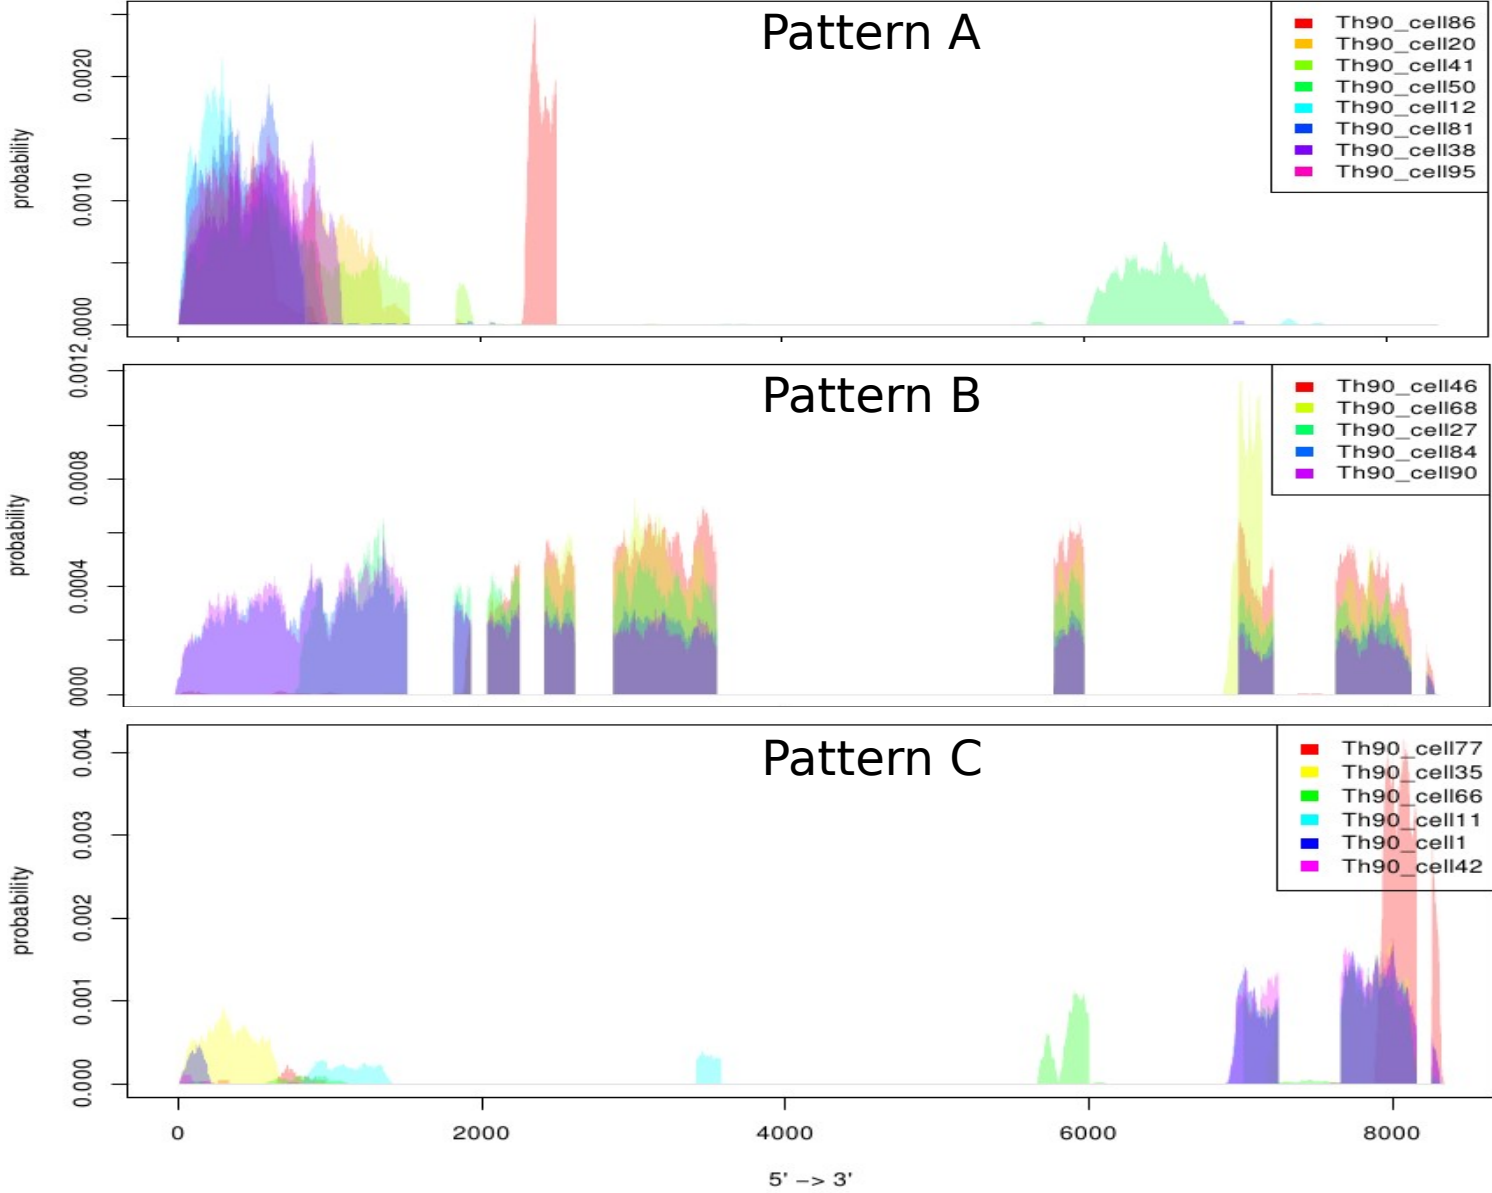 Pattern A
probability
0.0020
0.0010
0.0000
Th90_cell86
Th90_cell20
Th90_cell41
Th90_cell50
Th90_cell12
Th90_cell81
Th90_cell38
Th90_cell95
Pattern B
probability
0.0012
0.0008
0.0004
0000
Th90_cell46
Th90_cell68
Th90_cell27
Th90_cell84
Th90_cell90
Pattern C
probability
0.004
0.003
0.002
0.001
0.000
Th90_cell77
Th90_cell35
Th90_cell66
Th90_cell11
Th90_cell1
Th90_cell42
0 2000 4000 6000 8000
5' −> 3'